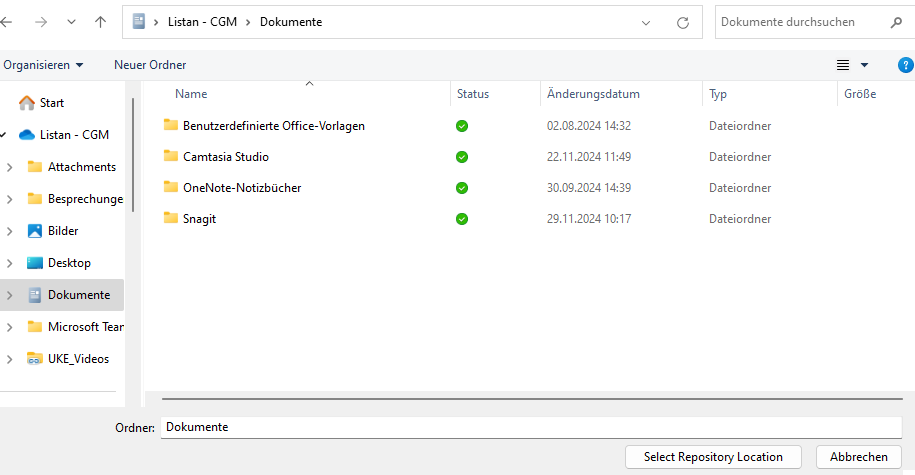 Listan - CGM > Dokumente
Dokumente durchsuchen
Organisieren
Neuer Ordner
?
Name Status Änderungsdatum Typ Größe
Start
Listan - CGM
Attachments
Besprechunge
Bilder
Desktop
Dokumente
Microsoft Tear
UKE_Videos
Benutzerdefinierte Office-Vorlagen 02.08.2024 14:32 Dateiordner
Camtasia Studio 22.11.2024 11:49 Dateiordner
OneNote-Notizbücher 30.09.2024 14:39 Dateiordner
Snagit 29.11.2024 10:17 Dateiordner
Ordner: Dokumente
Select Repository Location
Abbrechen